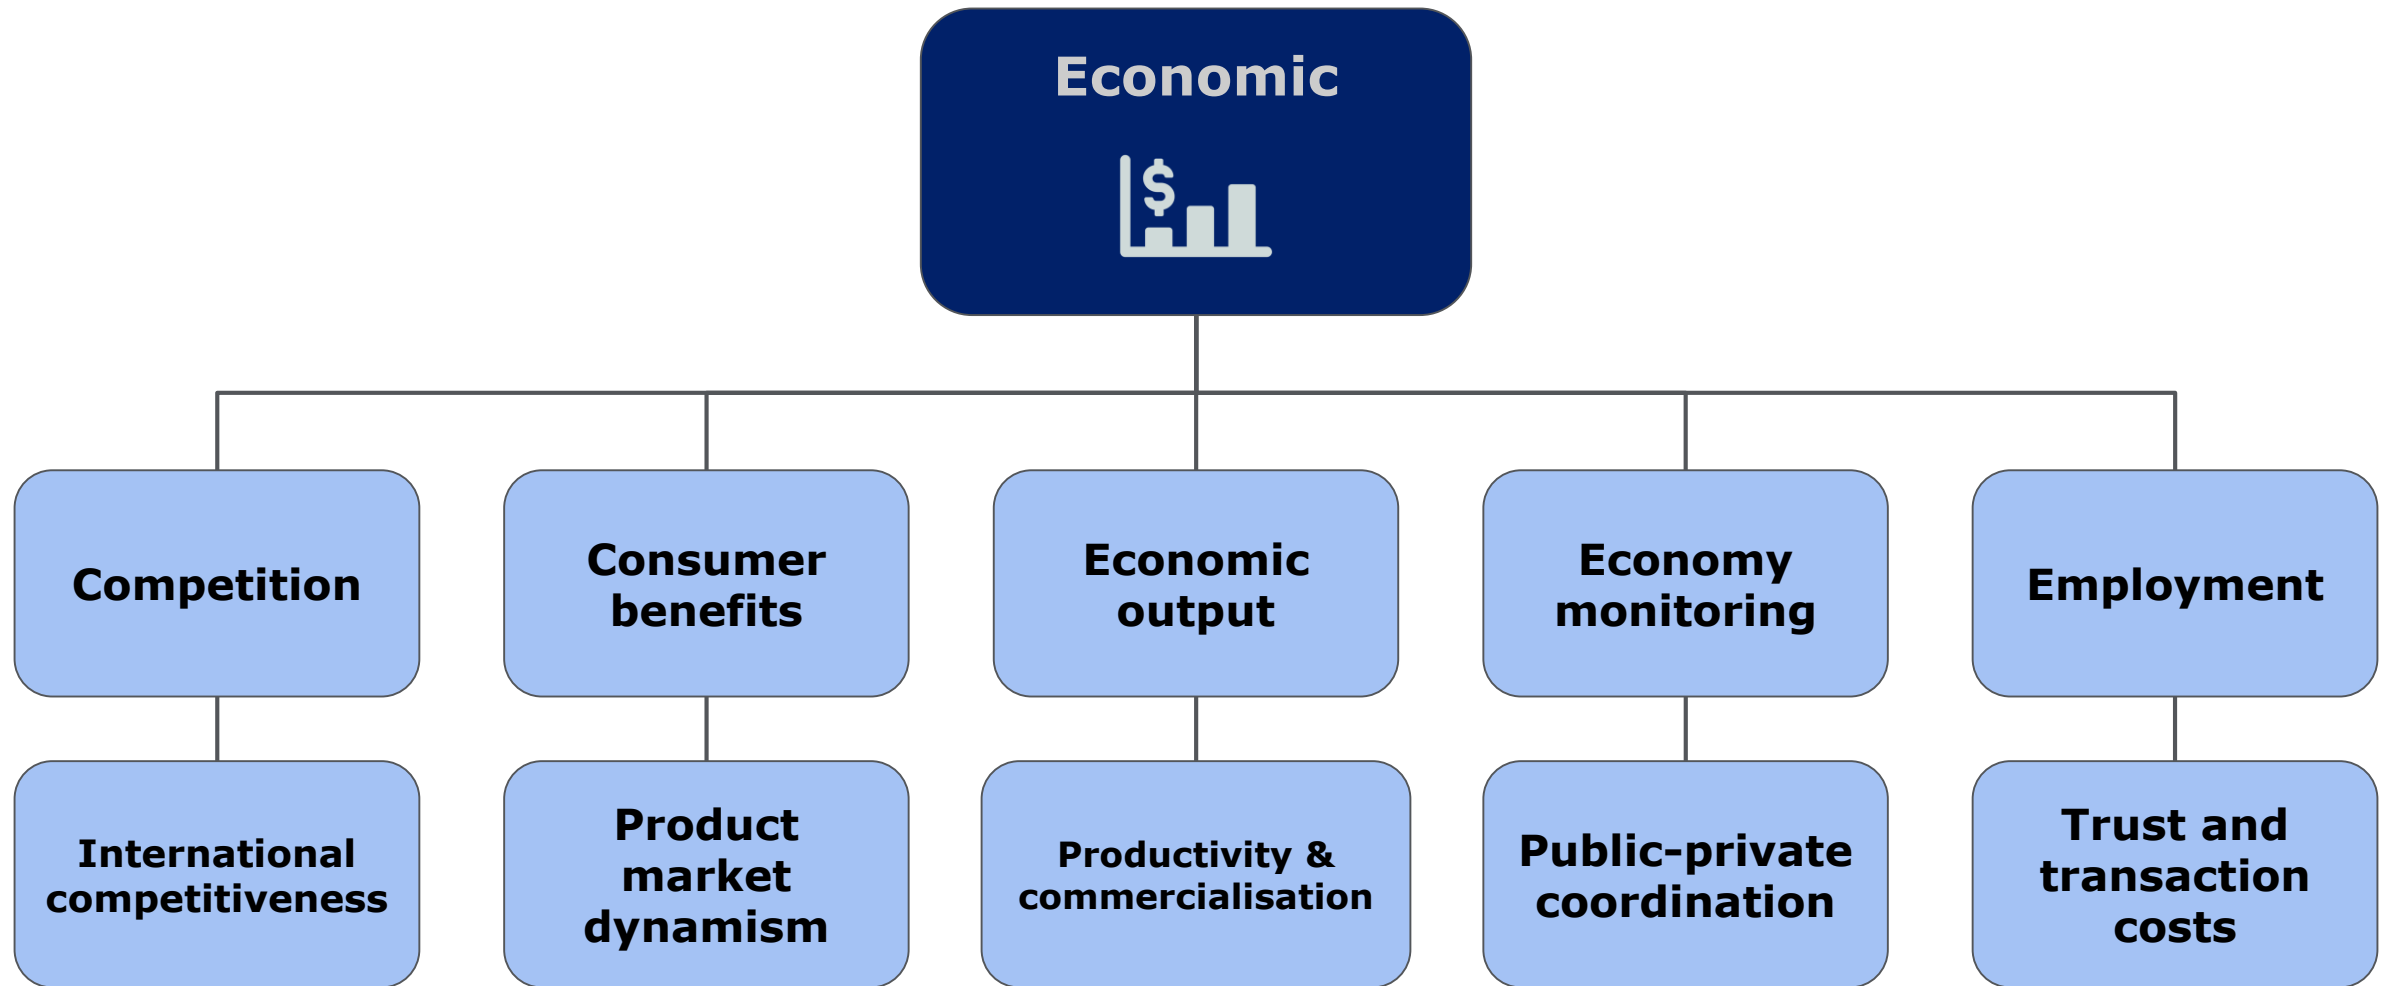 Economic
$
Competition
Consumer
benefits
Economic
output
Economy
monitoring
Employment
International
competitiveness
Product
market
dynamism
Productivity &
commercialisation
Public-private
coordination
Trust and
transaction
costs